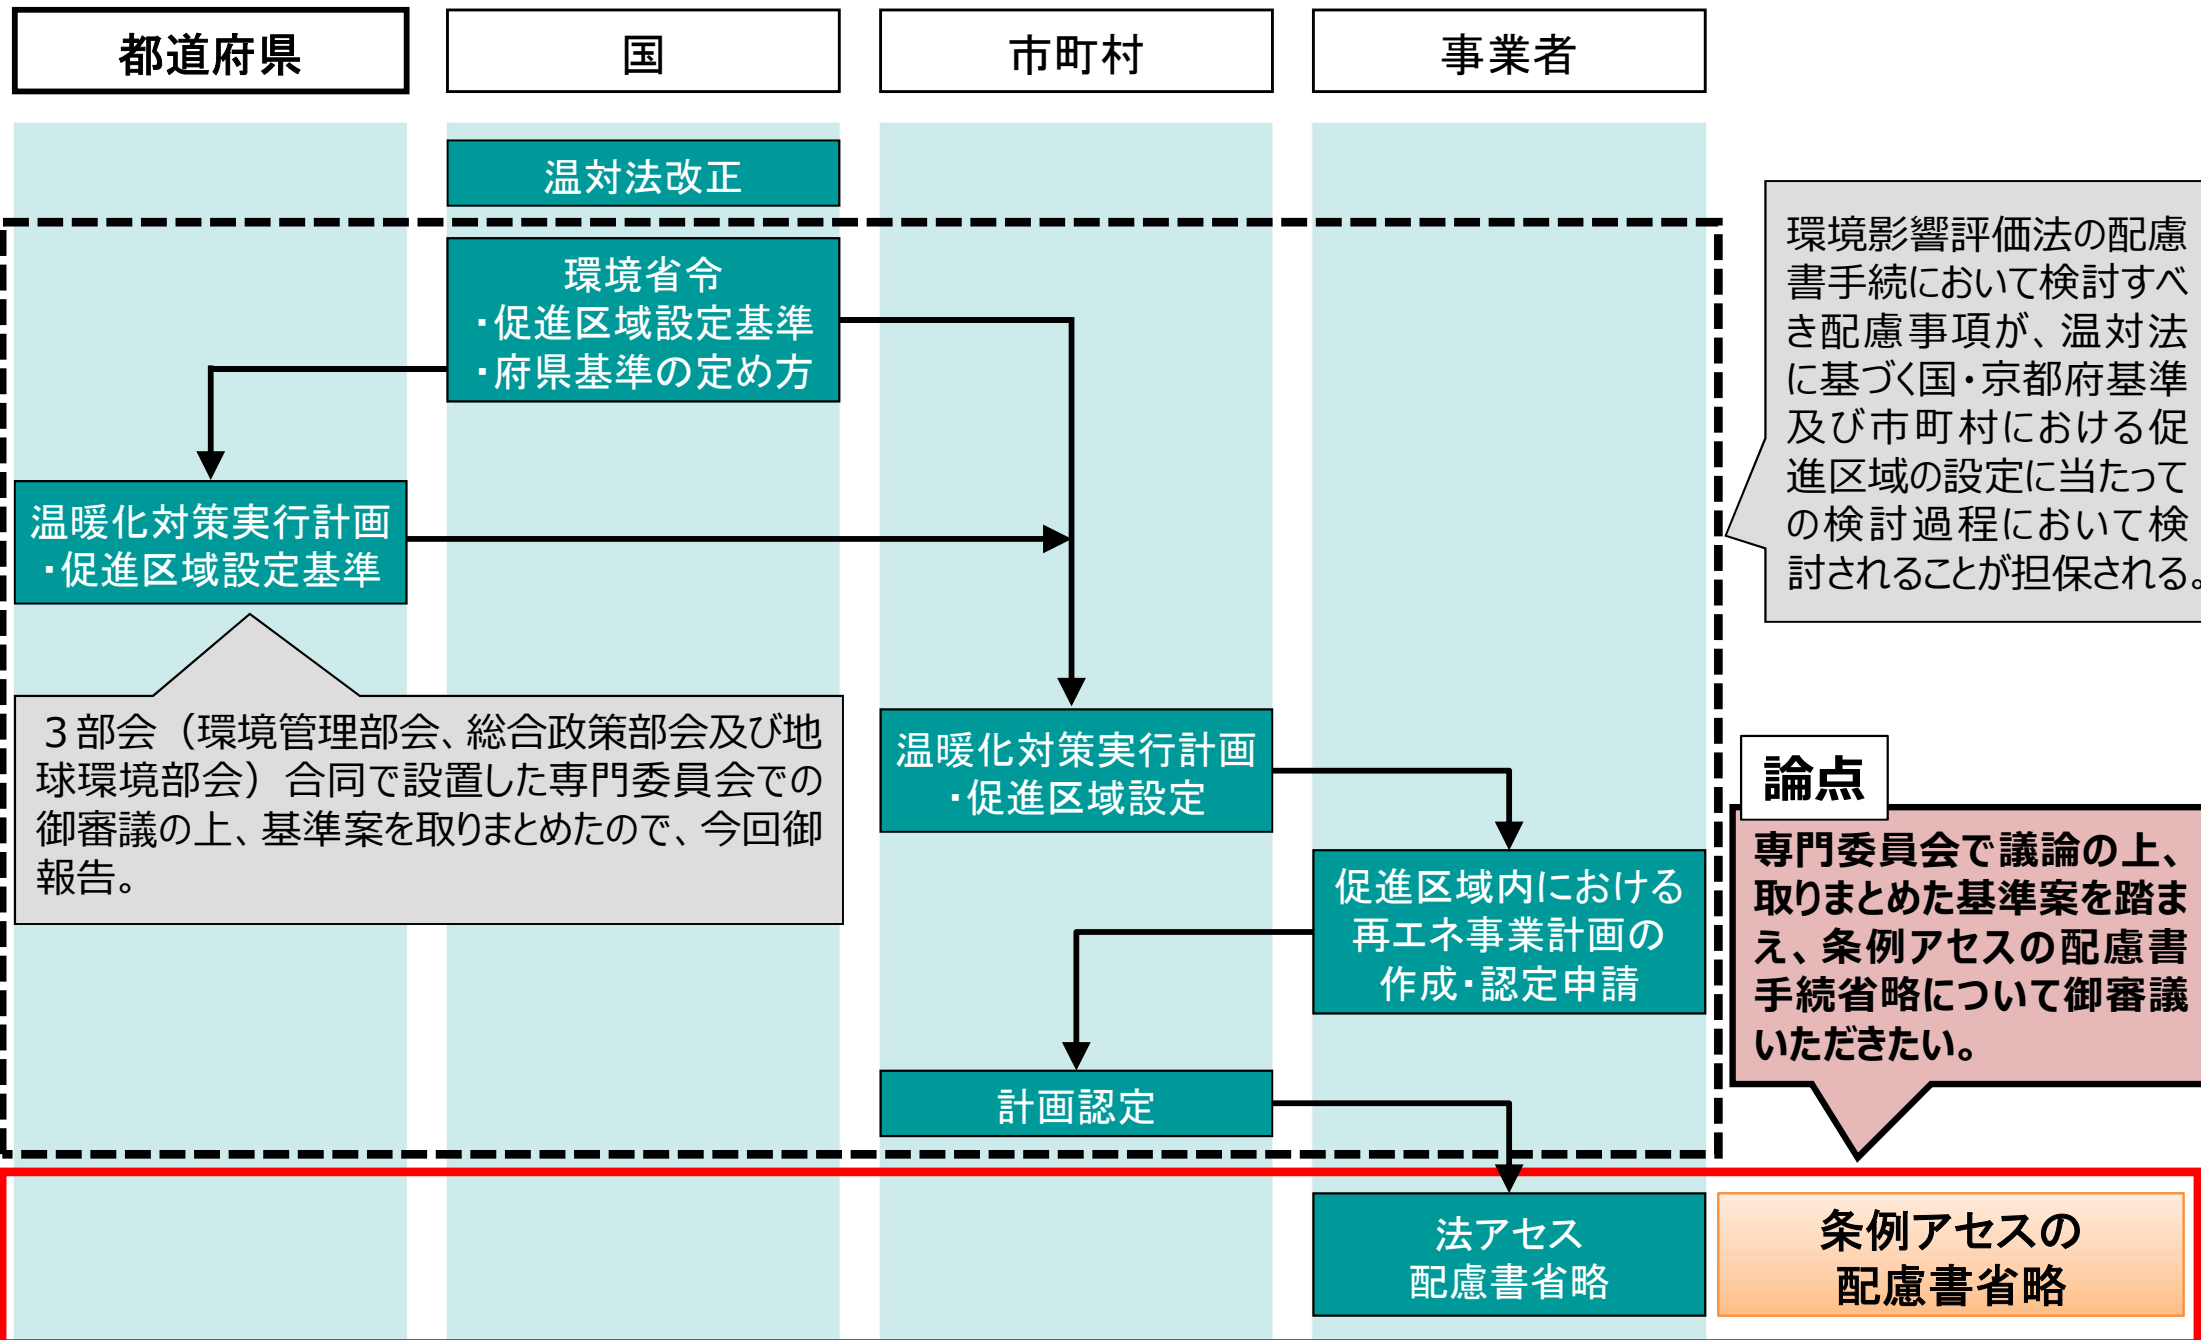 都道府県
国
市町村
事業者
温対法改正
環境省令
・促進区域設定基準
・府県基準の定め方
環境影響評価法の配慮
書手続において検討すべ
き配慮事項が、温対法
に基づく国・京都府基準
及び市町村における促
進区域の設定に当たって
の検討過程において検
討されることが担保される。
温暖化対策実行計画
・促進区域設定基準
３部会（環境管理部会、総合政策部会及び地
球環境部会）合同で設置した専門委員会での
御審議の上、基準案を取りまとめたので、今回御
報告。
温暖化対策実行計画
・促進区域設定
論点
専門委員会で議論の上、
取りまとめた基準案を踏ま
え、条例アセスの配慮書
手続省略について御審議
いただきたい。
促進区域内における
再エネ事業計画の
作成・認定申請
計画認定
法アセス
配慮書省略
条例アセスの
配慮書省略